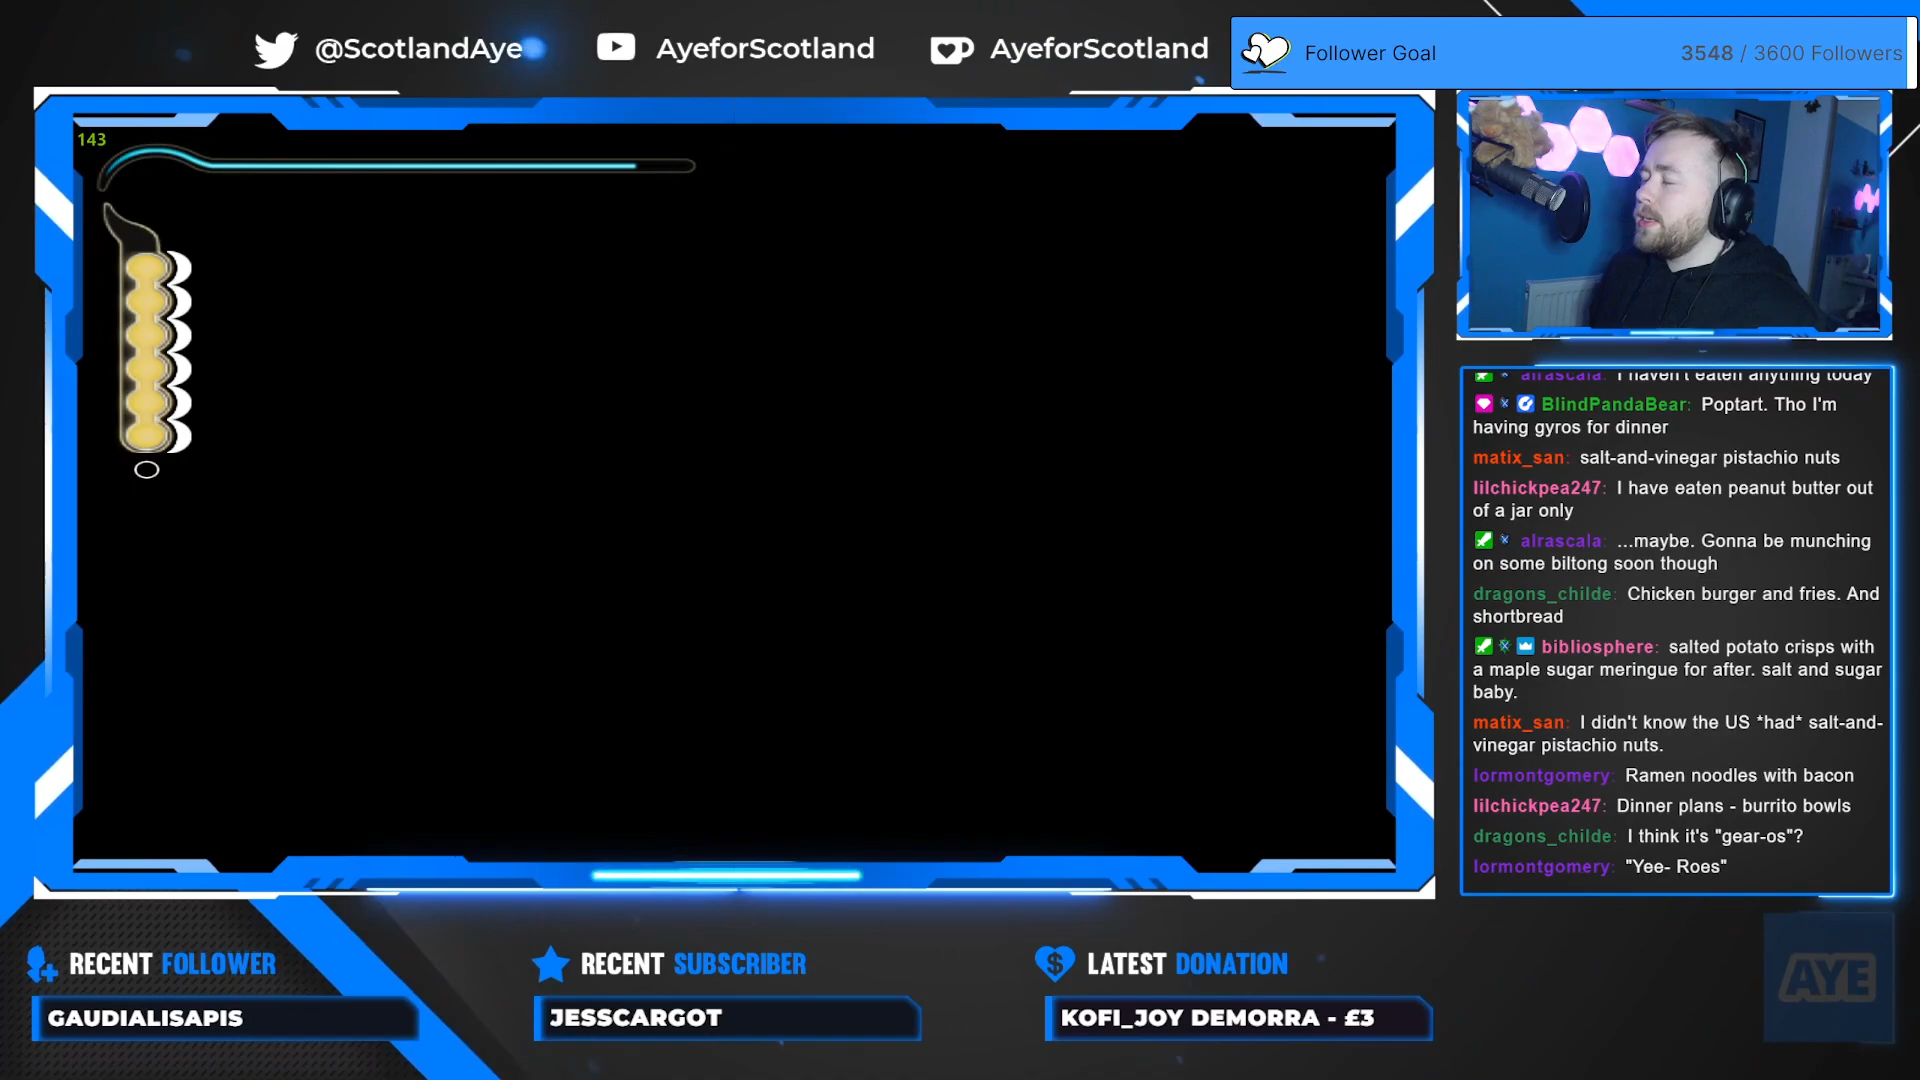 @ScotlandAye
AyeforScotland
AyeforScotland
Follower Goal
3548 / 3600 Followers
143
alrascala: I haven't eaten anything today
BlindPandaBear: Poptart. Tho I'm
having gyros for dinner
matix_san: salt-and-vinegar pistachio nuts
lilchickpea247: I have eaten peanut butter out
of a jar only
alrascala: ...maybe. Gonna be munching
on some biltong soon though
dragons_childe: Chicken burger and fries. And
shortbread
bibliosphere: salted potato crisps with
a maple sugar meringue for after. salt and sugar
baby.
matix_san: I didn't know the US *had* salt-and-
vinegar pistachio nuts.
lormontgomery: Ramen noodles with bacon
lilchickpea247: Dinner plans - burrito bowls
dragons_childe: I think it's "gear-os"?
lormontgomery: "Yee- Roes"
RECENT FOLLOWER
GAUDIALISAPIS
RECENT SUBSCRIBER
JESSCARGOT
LATEST DONATION
KOFI_JOY DEMORRA - £3
AYE